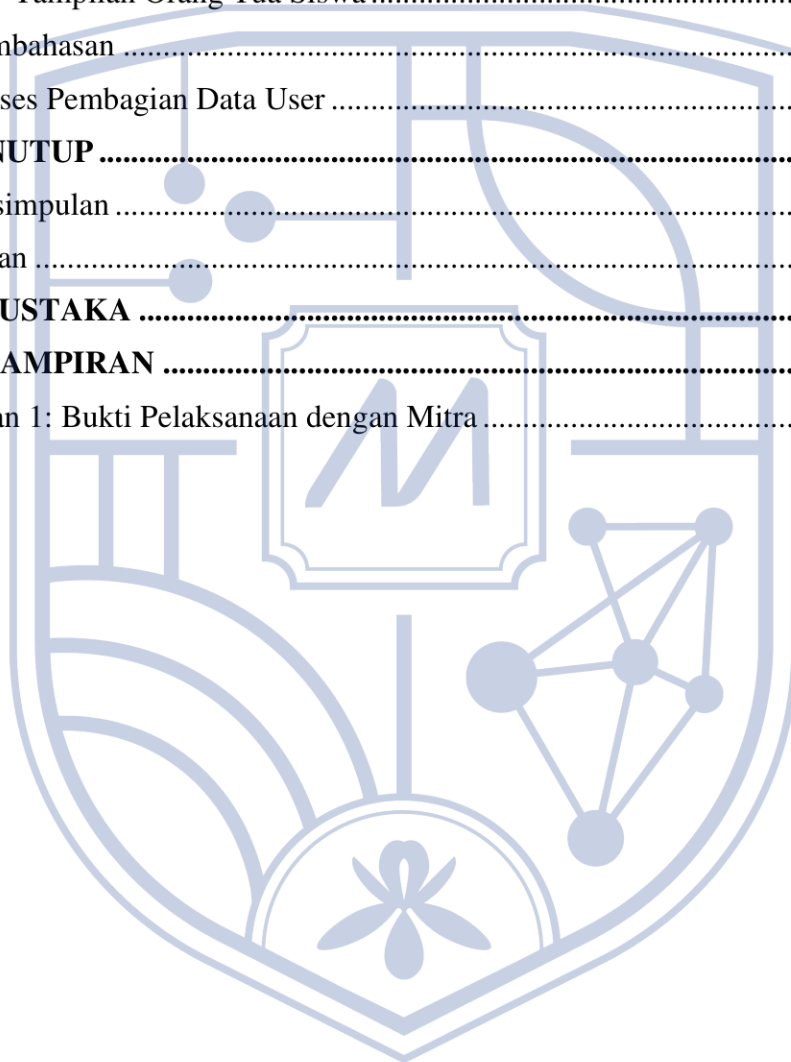 Tampilan Orang Tua Siswa ........................................................
mbahasan ....................................................................................
ses Pembagian Data User ..........................................................
NUTUP .......................................................................................
simpulan .....................................................................................
an ...............................................................................................
USTAKA ..................................................................................
AMPIRAN ...............................................................................
an 1: Bukti Pelaksanaan dengan Mitra .......................................
M